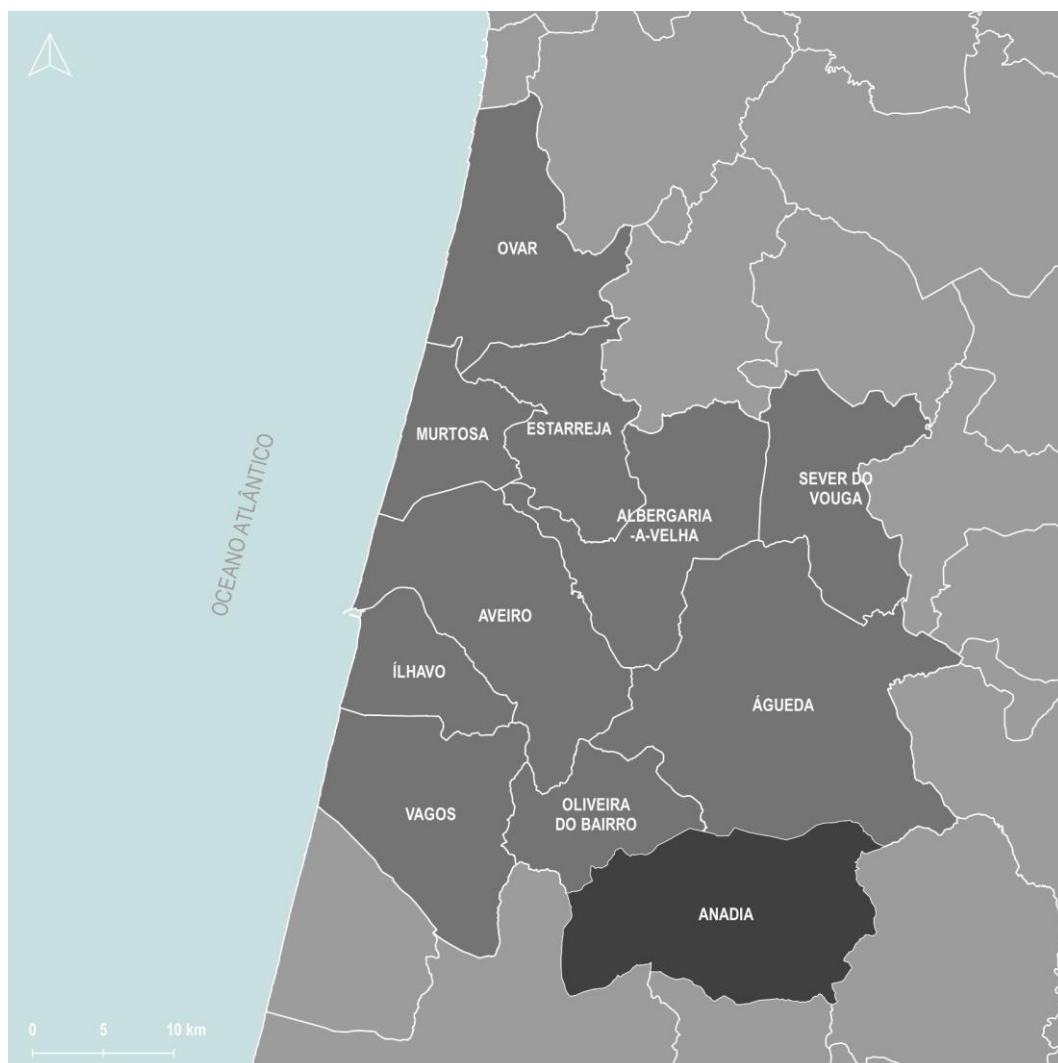 OVAR
MURTOSA
ESTARREJA
SEVER DO
VOUGA
ALBERGARIA
-A-VELHA
OCEANO ATLÂNTICO
AVEIRO
ÍLHAVO
ÁGUEDA
VAGOS
OLIVEIRA
DO BAIRRO
ANADIA
0 5 10 km